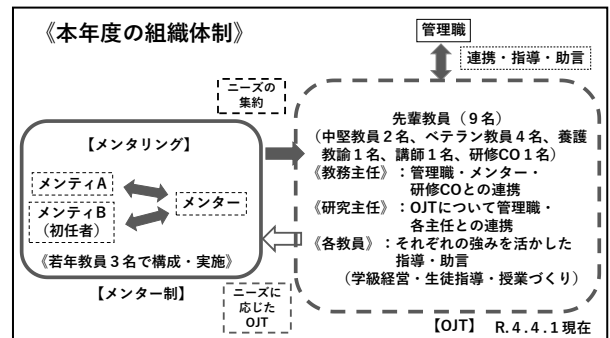 《本年度の組織体制》
管理職
連携・指導・助言
ニーズの
集約
【メンタリング】
メンティA
メンティB
(初任者)
メンター
《若年教員3名で構成・実施》
【メンター制】
ニーズに
応じた
OJT
先輩教員(9名)
(中堅教員2名、ベテラン教員4名、養護
教諭1名、講師1名、研修CO1名)
《教務主任》:管理職・メンター・
研修COとの連携
《研究主任》:OJTについて管理職・
各主任との連携
《各教員》:それぞれの強みを活かした
指導・助言
(学級経営・生徒指導・授業づくり)
【OJT】
R.4.4.1現在